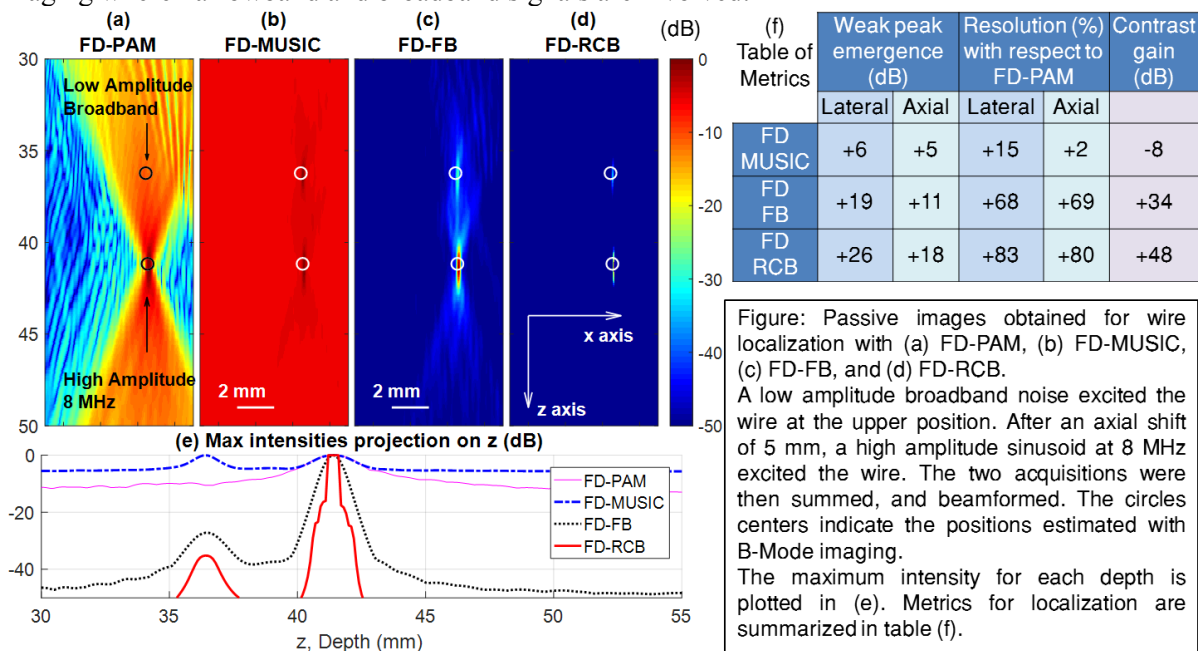 (a) (b) (c) (d) (dB)
FD-PAM FD-MUSIC FD-FB FD-RCB
30
35
40
45
50
Low Amplitude
Broadband
High Amplitude
8 MHz
2 mm
2 mm
x axis
z axis
0
-10
-20
-30
-40
-50
(e) Max intensities projection on z (dB)
0
-20
-40
FD-PAM
FD-MUSIC
FD-FB
FD-RCB
30 35 40 45 50 55
z, Depth (mm)
(f)
Table of
Metrics
Weak peak
emergence
(dB)
Resolution (%)
with respect to
FD-PAM
Contrast
gain
(dB)
Lateral Axial Lateral Axial
FD
MUSIC
+6 +5 +15 +2 -8
FD
FB
+19 +11 +68 +69 +34
FD
RCB
+26 +18 +83 +80 +48
Figure: Passive images obtained for wire
localization with (a) FD-PAM, (b) FD-MUSIC,
(c) FD-FB, and (d) FD-RCB.
A low amplitude broadband noise excited the
wire at the upper position. After an axial shift
of 5 mm, a high amplitude sinusoid at 8 MHz
excited the wire. The two acquisitions were
then summed, and beamformed. The circles
centers indicate the positions estimated with
B-Mode imaging.
The maximum intensity for each depth is
plotted in (e). Metrics for localization are
summarized in table (f).